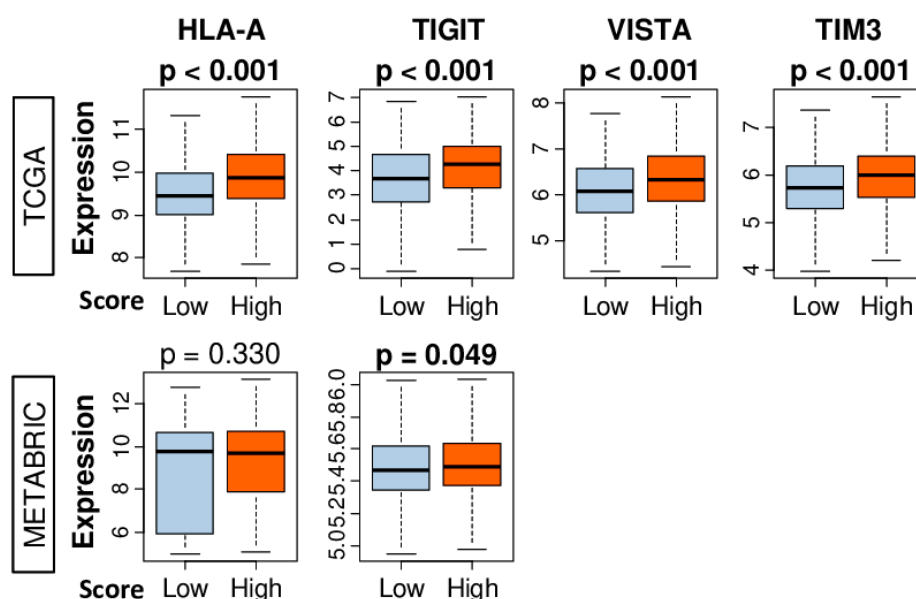 HLA-A TIGIT VISTA TIM3
p < 0.001 p < 0.001 p < 0.001 p < 0.001
TCGA
Expression
8 9 10 11
0 1 2 3 4 5 6 7
5 6 7 8
4 5 6 7
Score Low High Low High Low High Low High
p = 0.330 p = 0.049
METABRIC
Expression
6 8 10 12
5.05.25.45.65.86.0
Score Low High Low High